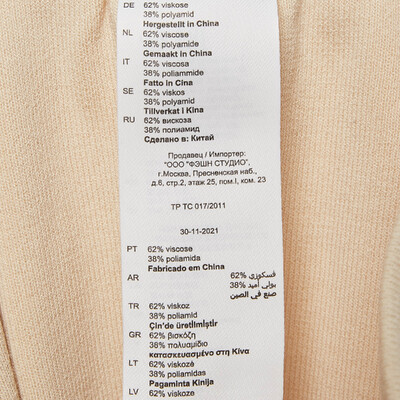 DE 62% viskose
38% polyamid
Hergestellt in China
NL 62% viscose
38% polyamide
Gemaakt in China
IT 62% viscosa
38% poliammide
Fatto in Cina
SE 62% viskos
38% polyamid
Tillverkat i Kina
RU 62% вискоза
38% полиамид
Сделано в: Китай
Продавец / Импортер:
"ООО "ФЭШН СТУДИО",
г.Москва, Пресненская наб.,
д.6, стр.2, этаж 25, пом.I, ком. 23
ТР ТС 017/2011
30-11-2021
PT 62% viscose
38% poliamida
Fabricado em China
AR 62% فسكوزي
38% بولي أميد
صنع في الصين
TR 62% viskoz
38% poliamid
Çin'de üretilmiştir
GR 62% βισκόζη
38% πολυαμίδιο
κατασκευασμένο στη Κίνα
LT 62% viskozė
38% poliamidas
Pagaminta Kinija
LV 62% viskoze